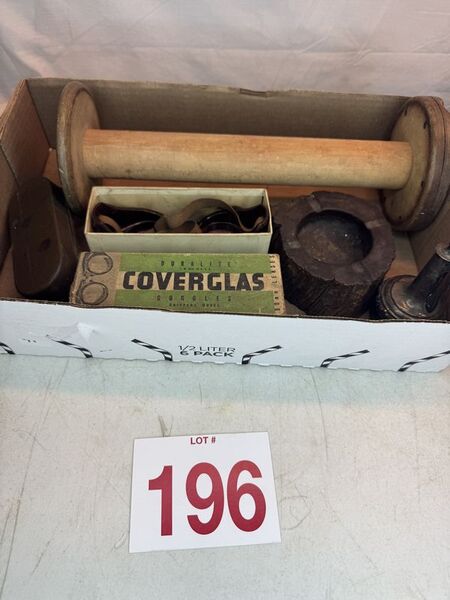 DURALITE
COVERGLAS
GOGGLES
1/2 LITER
6 PACK
LOT #
196